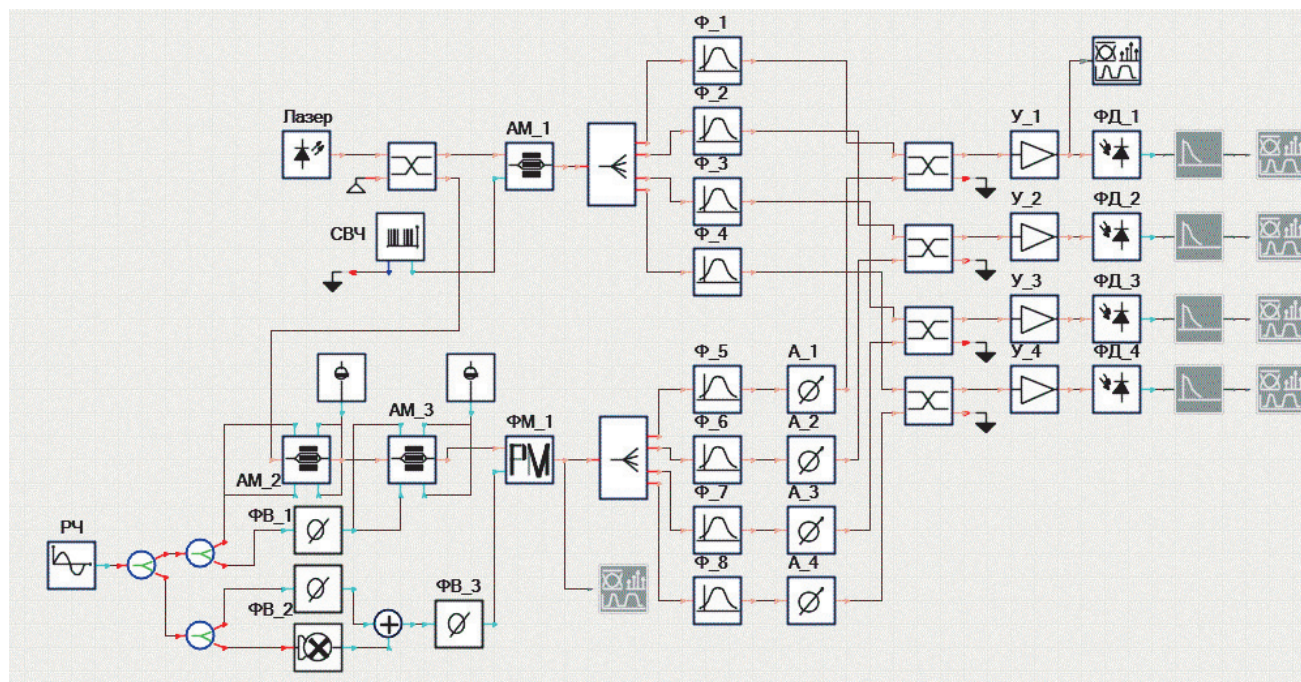 Ф_1
Ф_2
Лазер
АМ_1
У_1
ФД_1
Ф_3
У_2
ФД_2
СВЧ
Ф_4
У_3
ФД_3
Ф_5
А_1
У_4
ФД_4
АМ_3
ФМ_1
Ф_6
А_2
PM
АМ_2
Ф_7
А_3
ФВ_1
РЧ
Ф_8
А_4
ФВ_3
ФВ_2